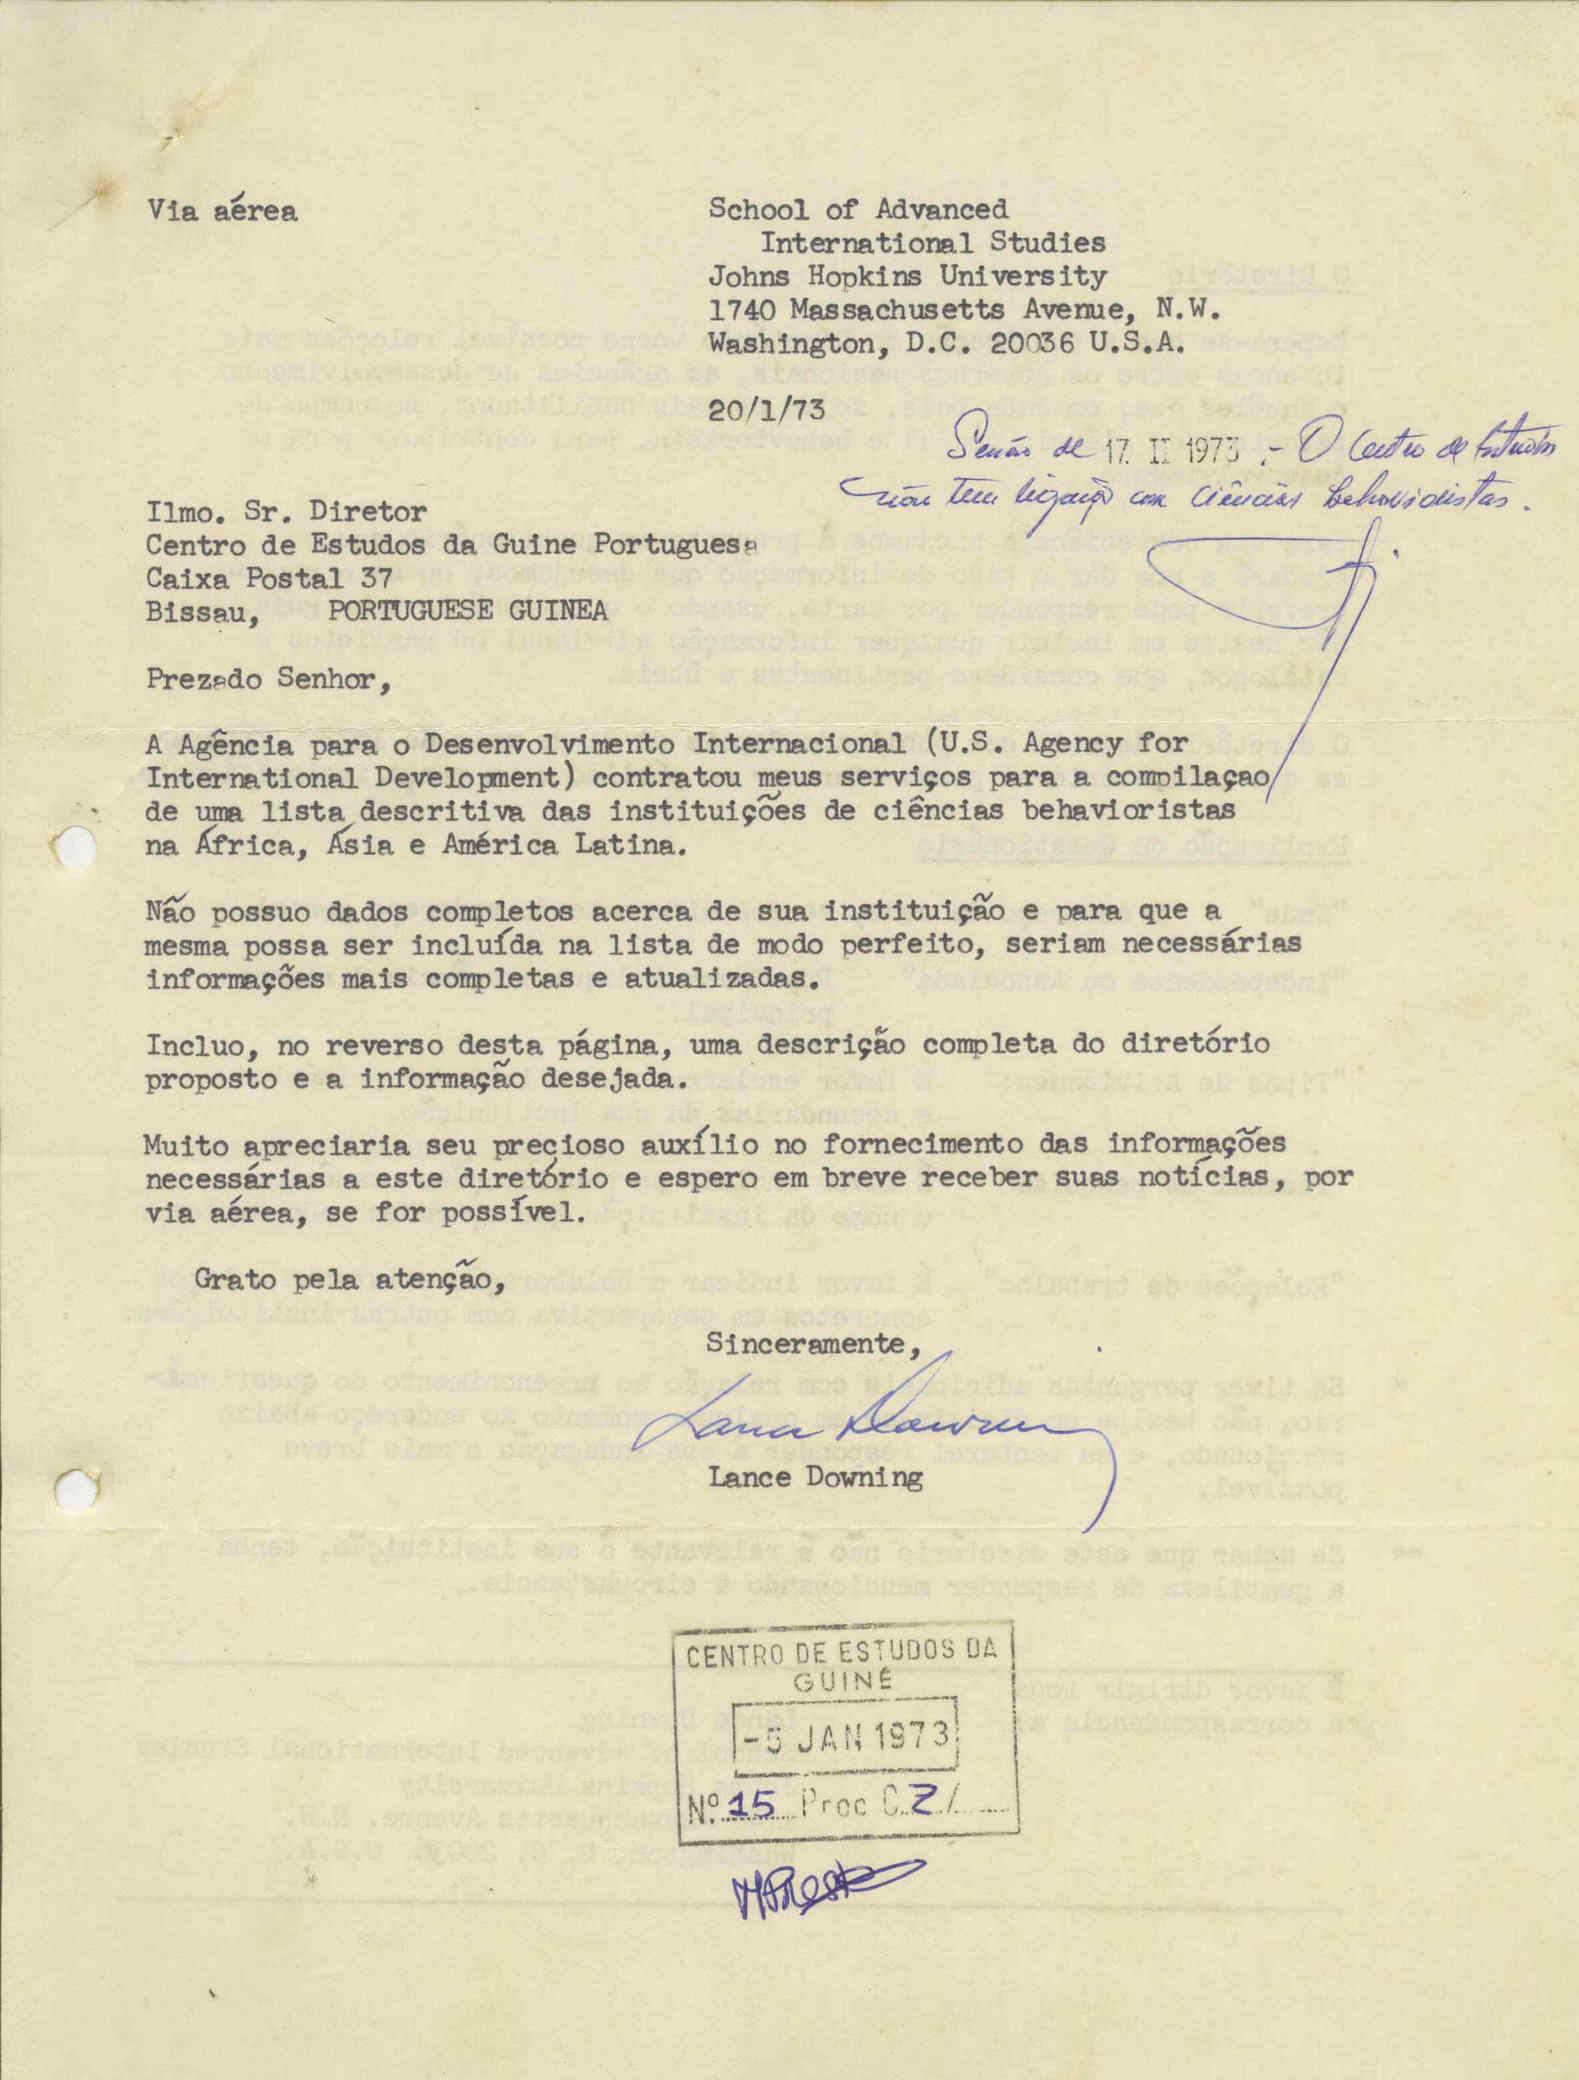 Via aérea
School of Advanced
International Studies
Johns Hopkins University
1740 Massachusetts Avenue, N.W.
Washington, D.C. 20036 U.S.A.
20/1/73
Sessão de 17. II 1973 .- O Centro de Estudos
não tem ligação com ciências behavioristas.
Ilmo. Sr. Diretor
Centro de Estudos da Guine Portuguesa
Caixa Postal 37
Bissau, PORTUGUESE GUINEA
Prezado Senhor,
A Agência para o Desenvolvimento Internacional (U.S. Agency for
International Development) contratou meus serviços para a compilaçao
de uma lista descritiva das instituições de ciências behavioristas
na África, Ásia e América Latina.
Não possuo dados completos acerca de sua instituição e para que a
mesma possa ser incluída na lista de modo perfeito, seriam necessárias
informações mais completas e atualizadas.
Incluo, no reverso desta página, uma descrição completa do diretório
proposto e a informação desejada.
Muito apreciaria seu precioso auxílio no fornecimento das informações
necessárias a este diretório e espero em breve receber suas notícias, por
via aérea, se for possível.
Grato pela atenção,
Sinceramente,
Lance Downing
Lance Downing
CENTRO DE ESTUDOS DA
GUINÉ
-5 JAN 1973
Nº 15 Proc C. 7/